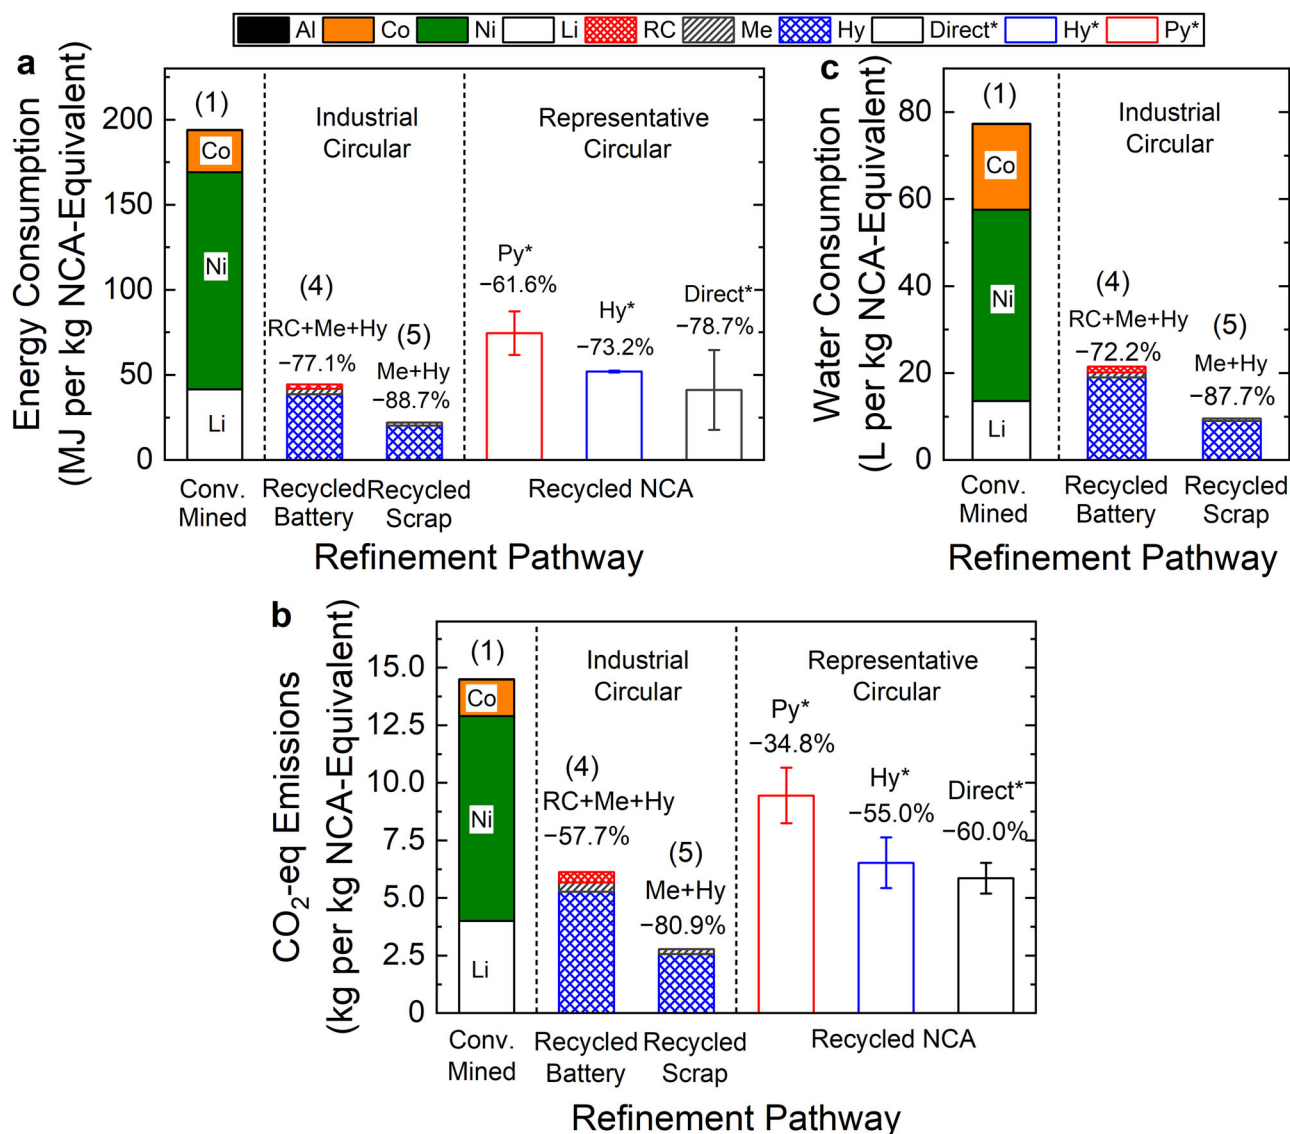 Al Co Ni Li RC Me Hy Direct* Hy* Py*
a
Energy Consumption
(MJ per kg NCA-Equivalent)
200
150
100
50
0
(1)
Co
Ni
Li
Industrial
Circular
(4)
RC+Me+Hy
−77.1%
(5)
Me+Hy
−88.7%
Representative
Circular
Py*
−61.6%
Hy*
−73.2%
Direct*
−78.7%
Conv.
Mined
Recycled
Battery
Recycled
Scrap
Recycled NCA
Refinement Pathway
c
Water Consumption
(L per kg NCA-Equivalent)
80
60
40
20
0
(1)
Co
Ni
Li
Industrial
Circular
(4)
RC+Me+Hy
−72.2%
(5)
Me+Hy
−87.7%
Conv.
Mined
Recycled
Battery
Recycled
Scrap
Refinement Pathway
b
CO₂-eq Emissions
(kg per kg NCA-Equivalent)
15.0
12.5
10.0
7.5
5.0
2.5
0
(1)
Co
Ni
Li
Industrial
Circular
(4)
RC+Me+Hy
−57.7%
(5)
Me+Hy
−80.9%
Representative
Circular
Py*
−34.8%
Hy*
−55.0%
Direct*
−60.0%
Conv.
Mined
Recycled
Battery
Recycled
Scrap
Recycled NCA
Refinement Pathway